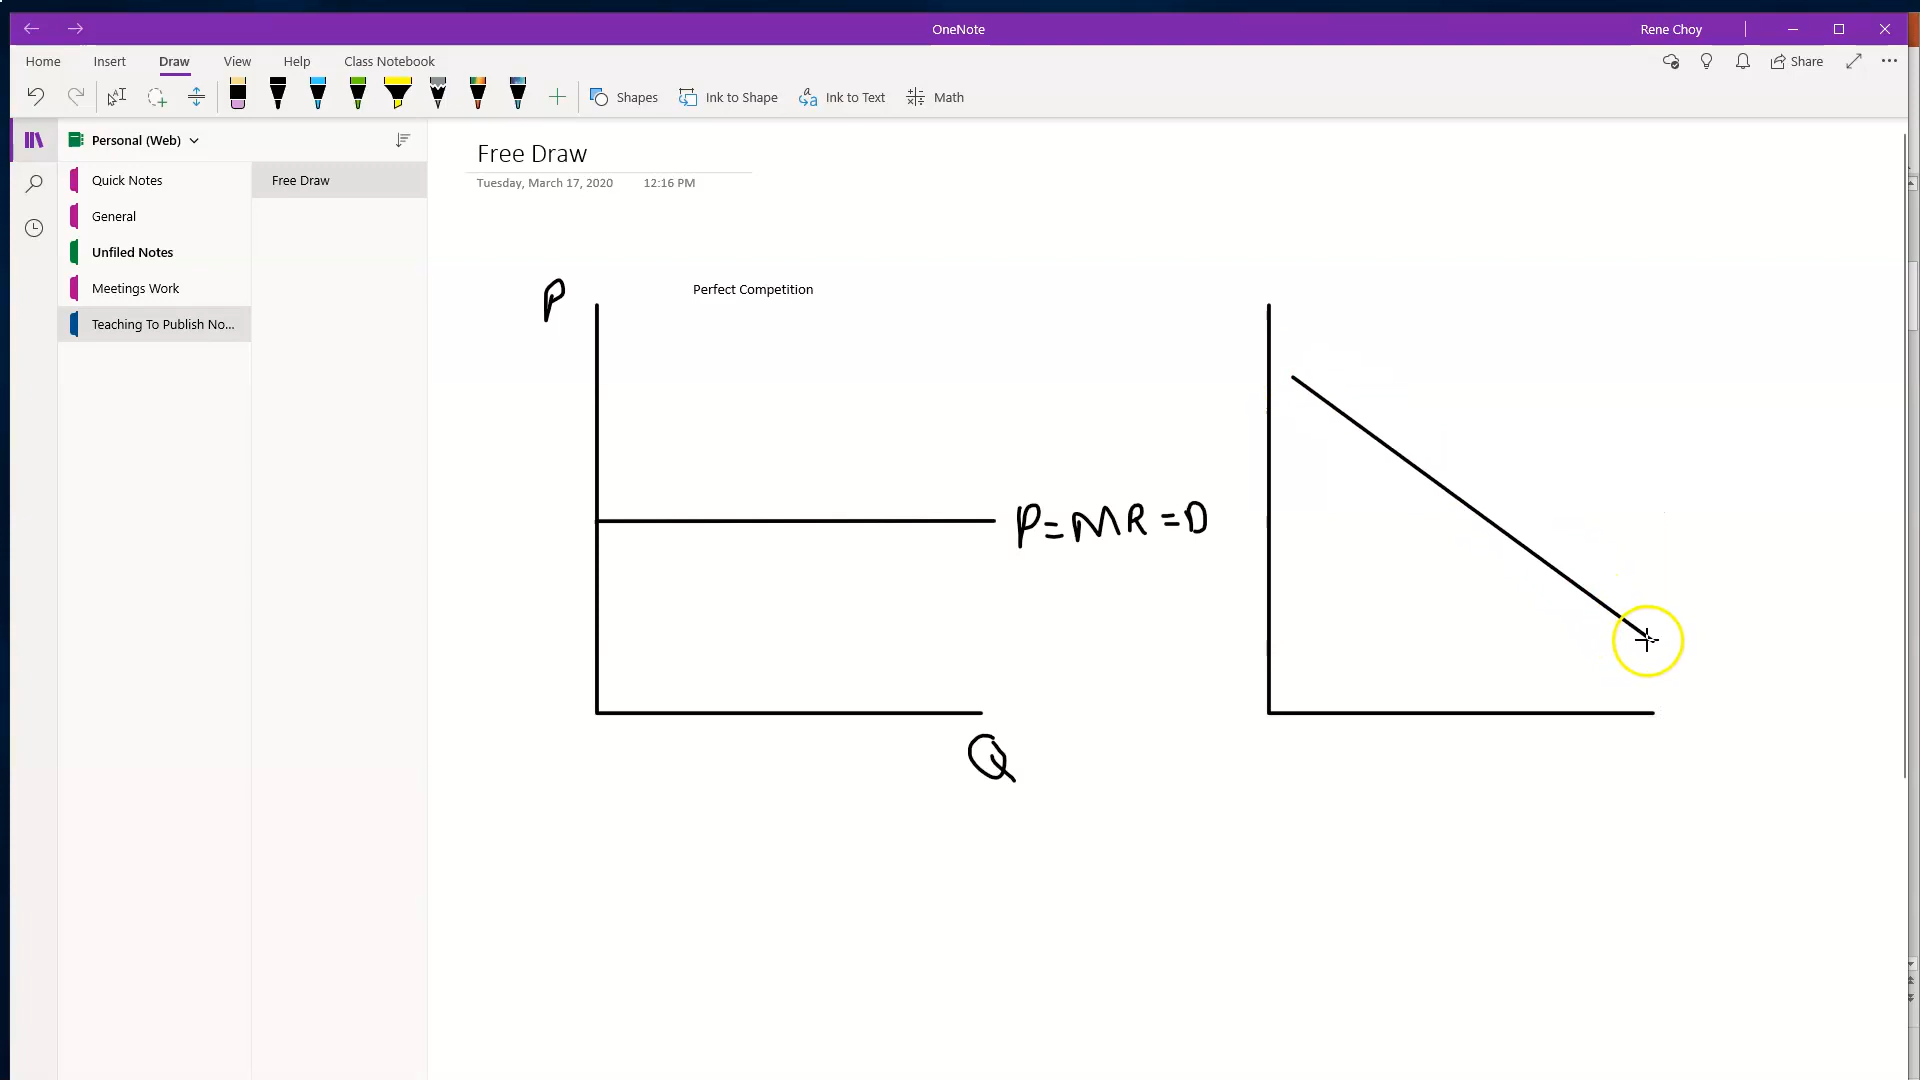 OneNote
Rene Choy
Home Insert Draw View Help Class Notebook
Share
Shapes Ink to Shape Ink to Text Math
Personal (Web)
Quick Notes
General
Unfiled Notes
Meetings Work
Teaching To Publish No...
Free Draw
Free Draw
Tuesday, March 17, 2020 12:16 PM
Perfect Competition
P
P=MR=D
Q